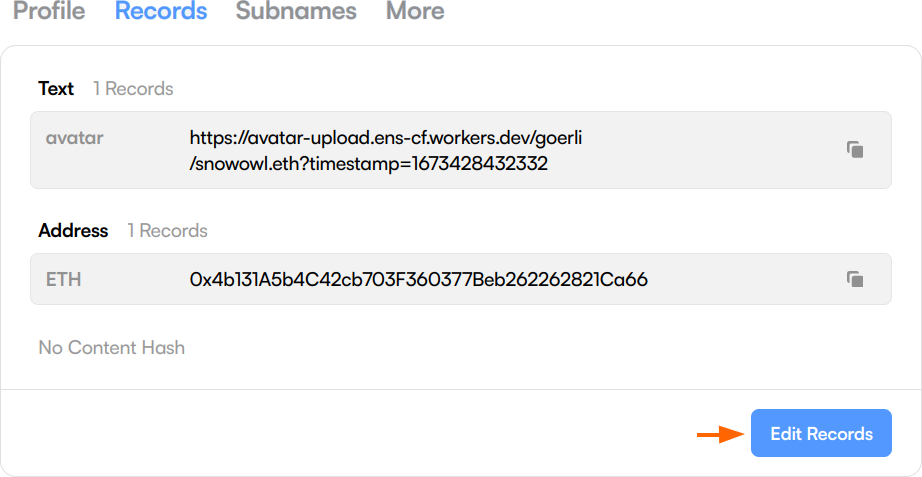 Profile Records Subnames More
Text 1 Records
avatar https://avatar-upload.ens-cf.workers.dev/goerli
/snowowl.eth?timestamp=1673428432332
Address 1 Records
ETH 0x4b131A5b4C42cb703F360377Beb262262821Ca66
No Content Hash
Edit Records